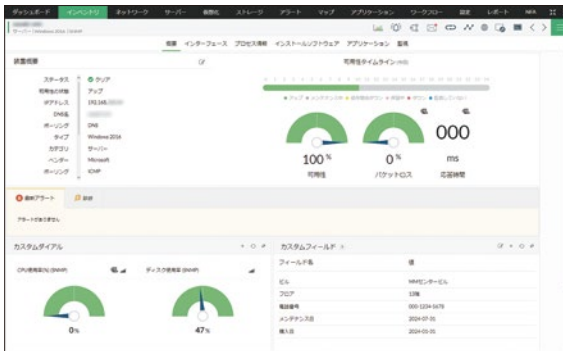 ダッシュボード インベントリ ネットワーク サーバー 仮想化 ストレージ アラート マップ アプリケーション ワークフロー 設定 レポート NFA
サーバー | Windows 2016 | SNMP
概要 インターフェース プロセス情報 インストールソフトウェア アプリケーション 監視
装置概要
可用性タイムライン
ステータス クリア
可用性の状態 アップ
IPアドレス 192.168.
DNS名
ポーリング DNS
タイプ Windows 2016
カテゴリ サーバー
ベンダー Microsoft
ポーリング ICMP
100 %
可用性
0 %
パケットロス
000
ms
応答時間
最新アラート
アラートがありません
カスタムダイアル
CPU使用率(%) (SNMP)
0%
ディスク使用率 (SNMP)
47%
カスタムフィールド
フィールド名 値
ビル MMセンタービル
フロア 13階
電話番号 000-1234-5678
メンテナンス日 2024-07-01
購入日 2024-03-01